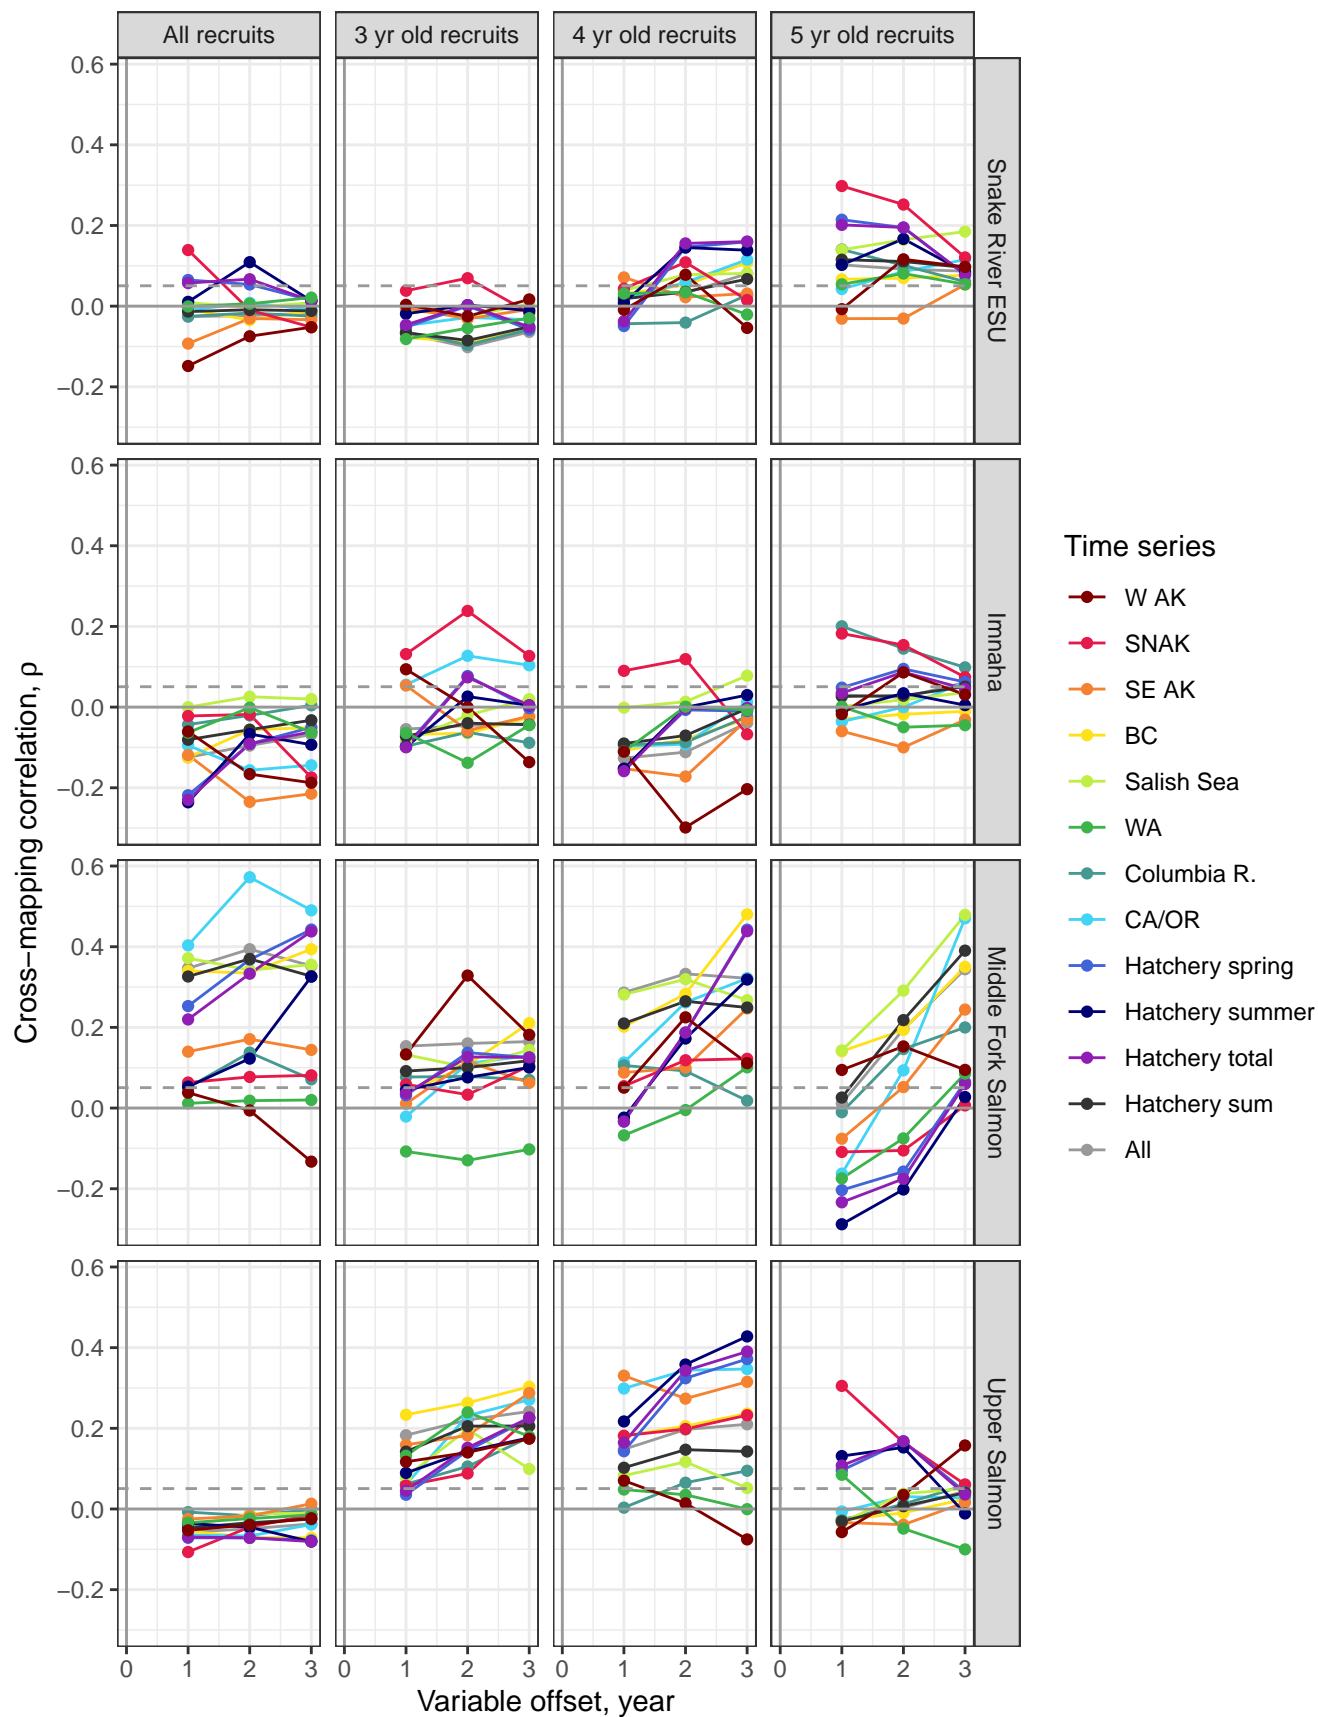 All recruits 3 yr old recruits 4 yr old recruits 5 yr old recruits
0.6
0.4
0.2
0.0
−0.2
Snake River ESU
0.6
0.4
0.2
0.0
−0.2
Imnaha
0.6
0.4
0.2
0.0
−0.2
Middle Fork Salmon
0.6
0.4
0.2
0.0
−0.2
Upper Salmon
0 1 2 3 0 1 2 3 0 1 2 3 0 1 2 3
Variable offset, year
Cross−mapping correlation, ρ
Time series
W AK
SNAK
SE AK
BC
Salish Sea
WA
Columbia R.
CA/OR
Hatchery spring
Hatchery summer
Hatchery total
Hatchery sum
All